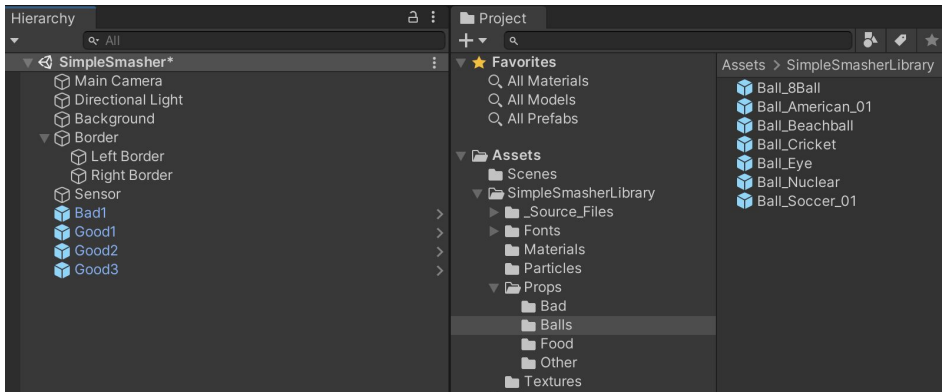 Hierarchy
All
SimpleSmasher*
Main Camera
Directional Light
Background
Border
Left Border
Right Border
Sensor
Bad1
Good1
Good2
Good3
Project
Favorites
All Materials
All Models
All Prefabs
Assets
Scenes
SimpleSmasherLibrary
_Source_Files
Fonts
Materials
Particles
Props
Bad
Balls
Food
Other
Textures
Assets > SimpleSmasherLibrary
Ball_8Ball
Ball_American_01
Ball_Beachball
Ball_Cricket
Ball_Eye
Ball_Nuclear
Ball_Soccer_01